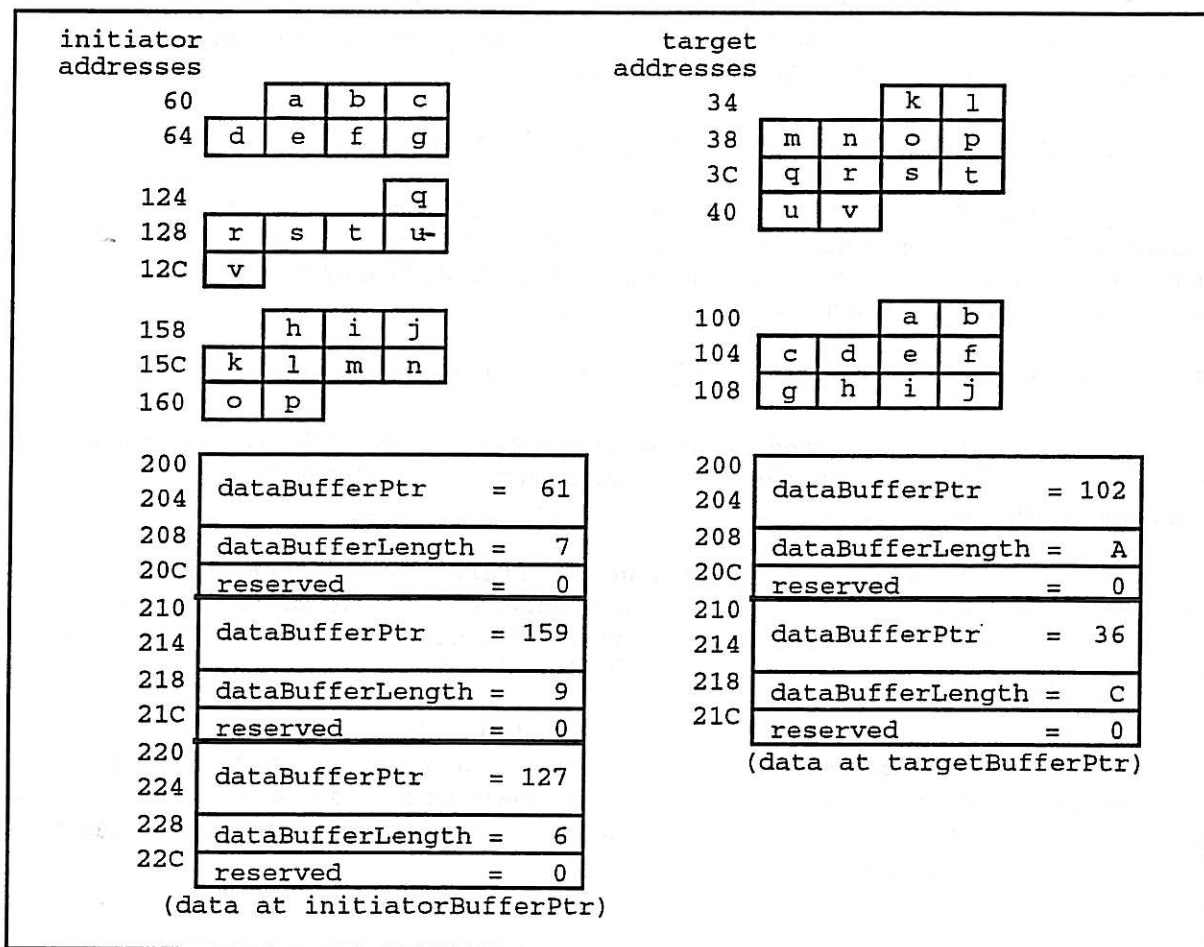 initiator
addresses
60 a b c
64 d e f g
124 q
128 r s t u
12C v
158 h i j
15C k l m n
160 o p
200
dataBufferPtr = 61
204
208
dataBufferLength = 7
20C
reserved = 0
210
dataBufferPtr = 159
214
218
dataBufferLength = 9
21C
reserved = 0
220
dataBufferPtr = 127
224
228
dataBufferLength = 6
22C
reserved = 0
(data at initiatorBufferPtr)
target
addresses
34 k l
38 m n o p
3C q r s t
40 u v
100 a b
104 c d e f
108 g h i j
200
dataBufferPtr = 102
204
208
dataBufferLength = A
20C
reserved = 0
210
dataBufferPtr = 36
214
218
dataBufferLength = C
21C
reserved = 0
(data at targetBufferPtr)